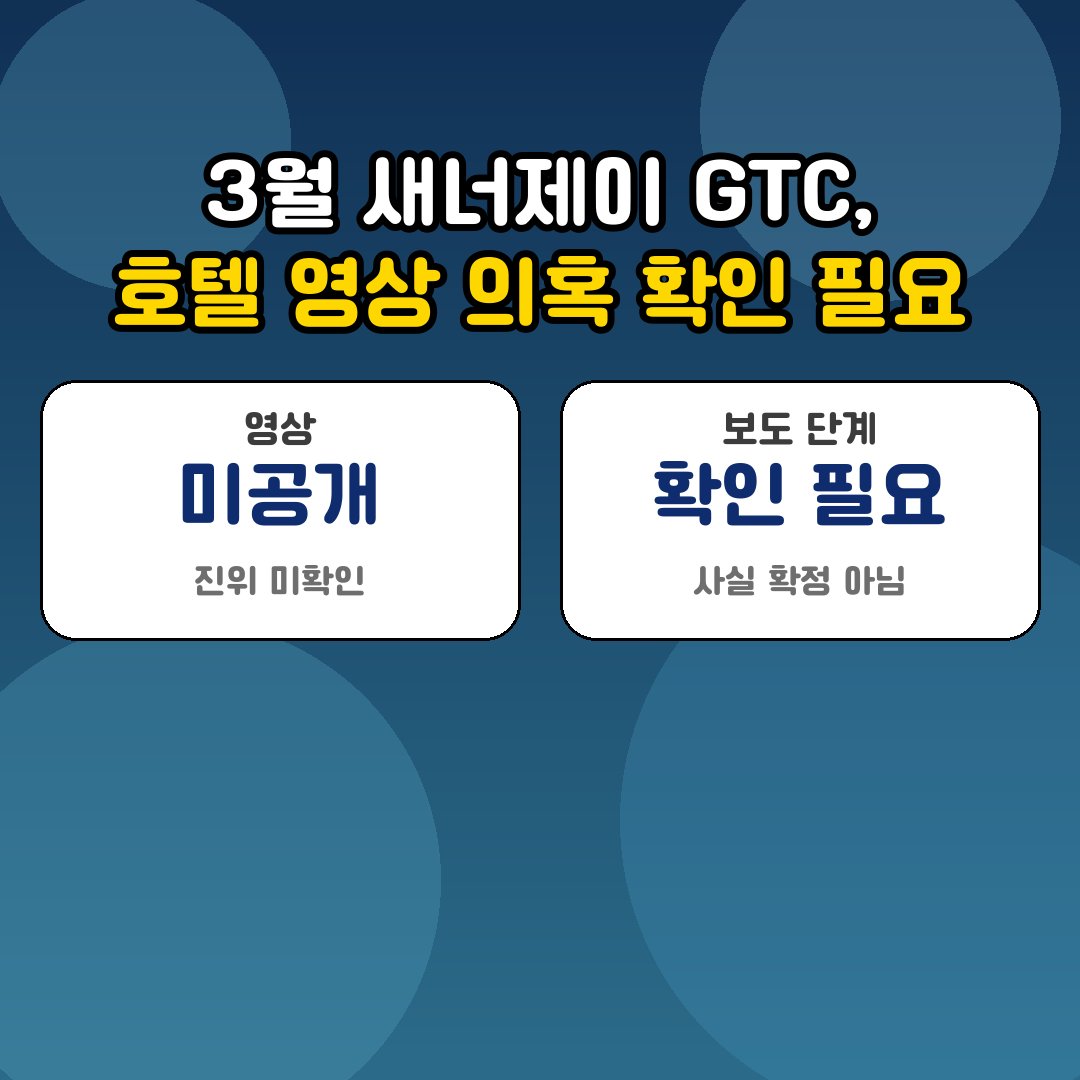 3월 새너제이 GTC,
호텔 영상 의혹 확인 필요
영상
미공개
진위 미확인
보도 단계
확인 필요
사실 확정 아님